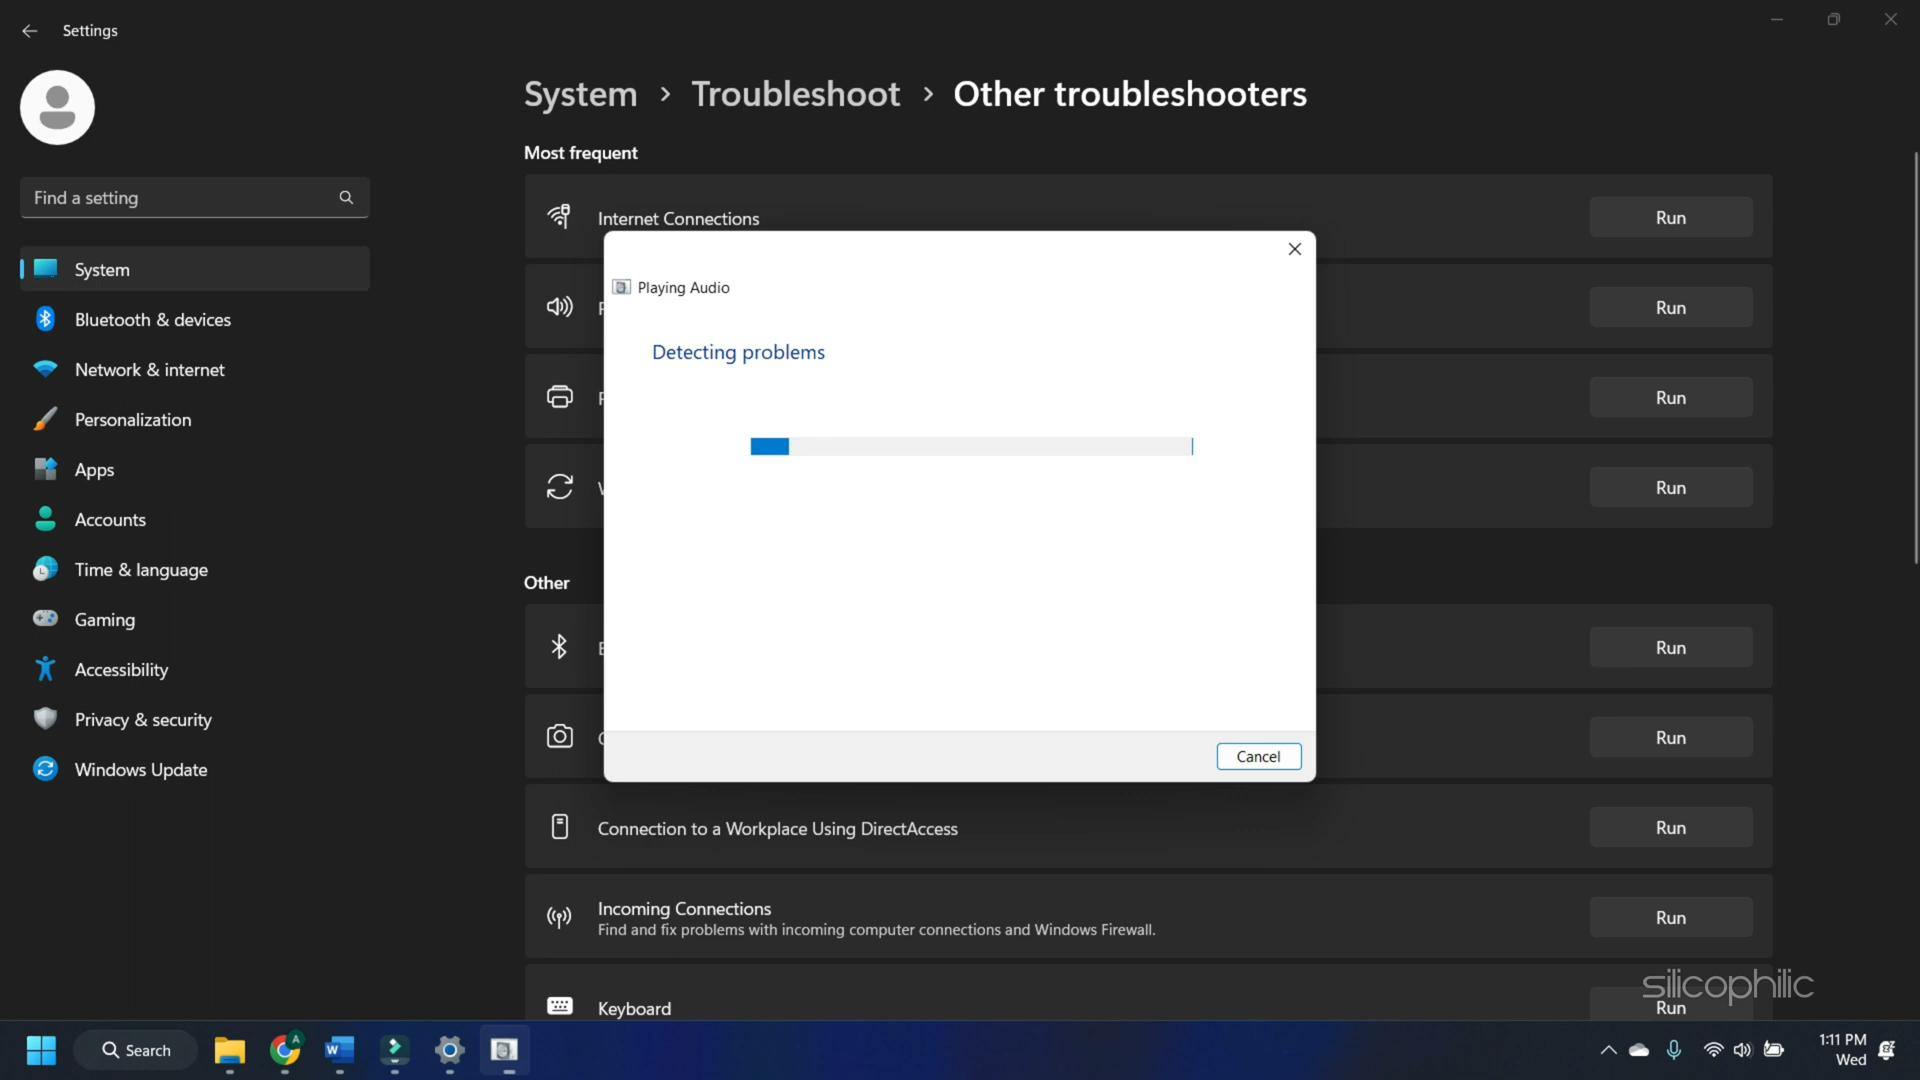 Settings
System > Troubleshoot > Other troubleshooters
Find a setting
System
Bluetooth & devices
Network & internet
Personalization
Apps
Accounts
Time & language
Gaming
Accessibility
Privacy & security
Windows Update
Most frequent
Internet Connections
Run
Run
Run
Run
Playing Audio
Detecting problems
Cancel
Other
Run
Run
Connection to a Workplace Using DirectAccess
Run
Incoming Connections
Find and fix problems with incoming computer connections and Windows Firewall.
Run
Keyboard
Run
silicophilic
Search
A
W
1:11 PM
Wed